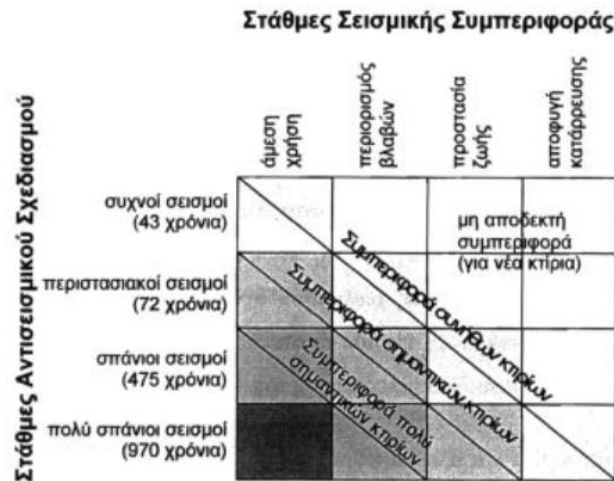 Στάθμες Σεισμικής Συμπεριφοράς
Στάθμες Αντισεισμικού Σχεδιασμού
άμεση
χρήση
περιορισμός
βλαβών
προστασία
ζωής
αποφυγή
κατάρρευσης
συχνοί σεισμοί
(43 χρόνια)
περιστασιακοί σεισμοί
(72 χρόνια)
σπάνιοι σεισμοί
(475 χρόνια)
πολύ σπάνιοι σεισμοί
(970 χρόνια)
μη αποδεκτή
συμπεριφορά
(για νέα κτίρια)
Συμπεριφορά συνήθων κτιρίων
Συμπεριφορά σημαντικών κτιρίων
Συμπεριφορά πολύ
σημαντικών κτιρίων